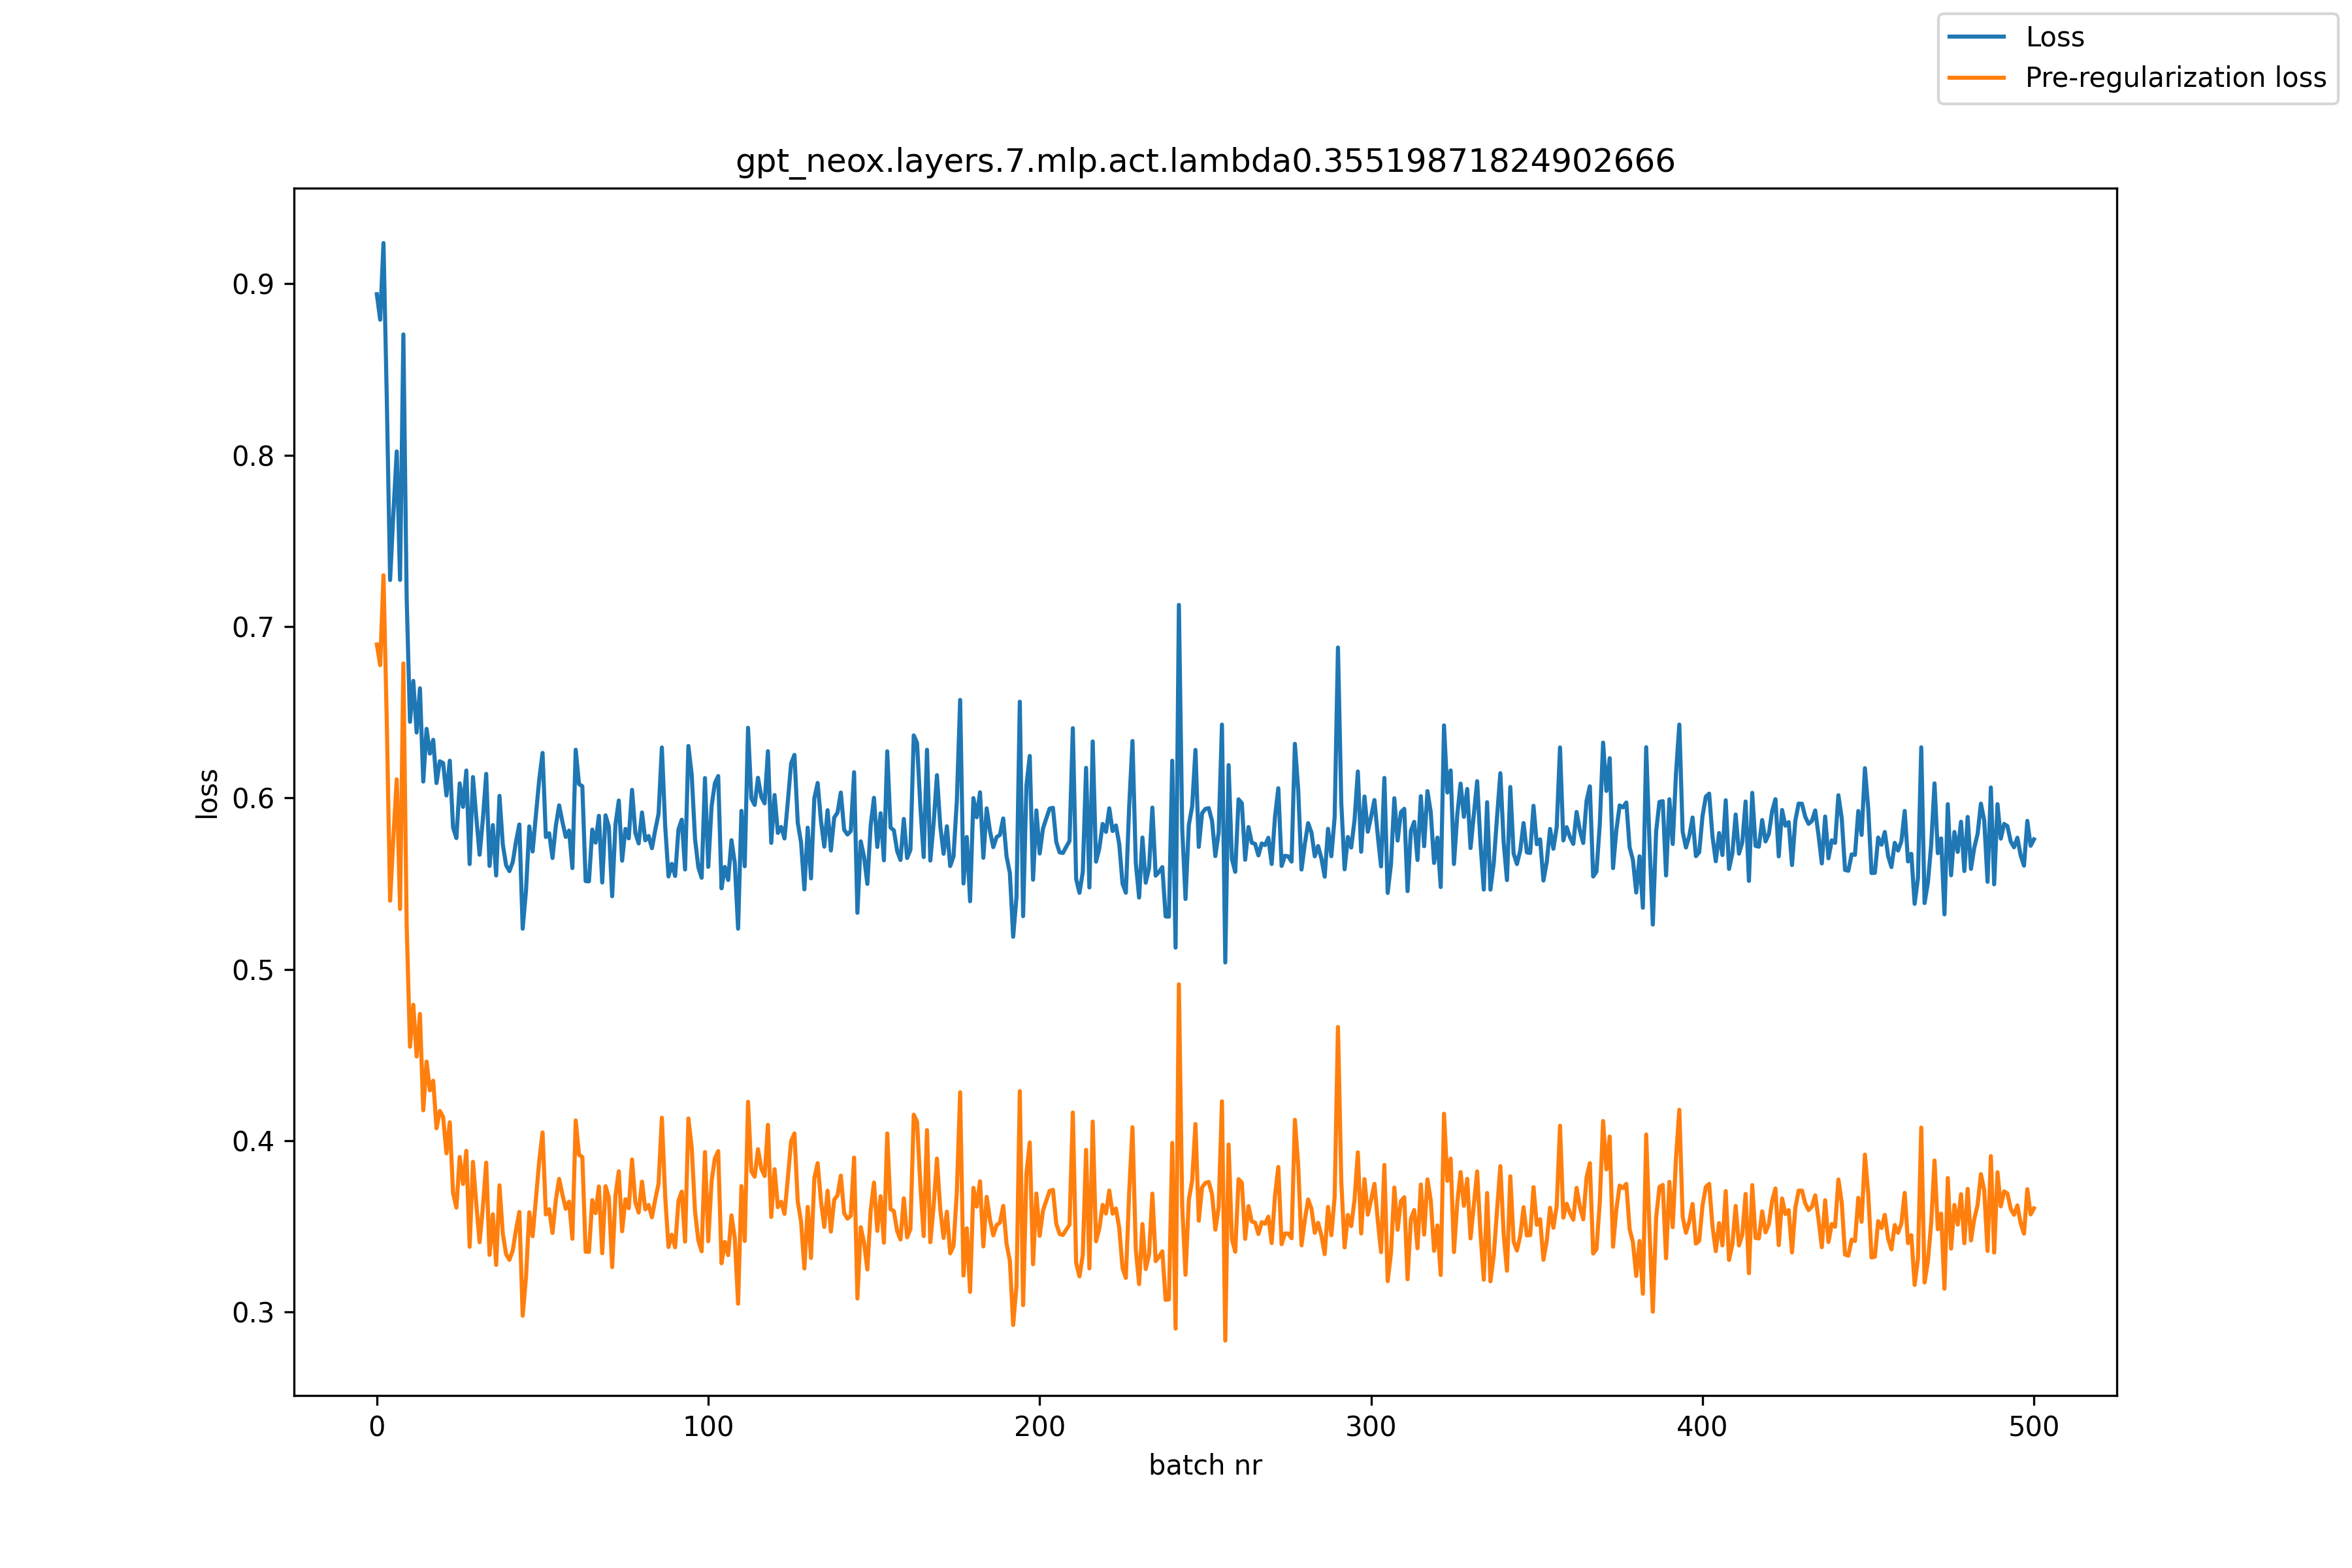 Loss
Pre-regularization loss
gpt_neox.layers.7.mlp.act.lambda0.35519871824902666
0.9
0.8
0.7
0.6
0.5
0.4
0.3
loss
0 100 200 300 400 500
batch nr